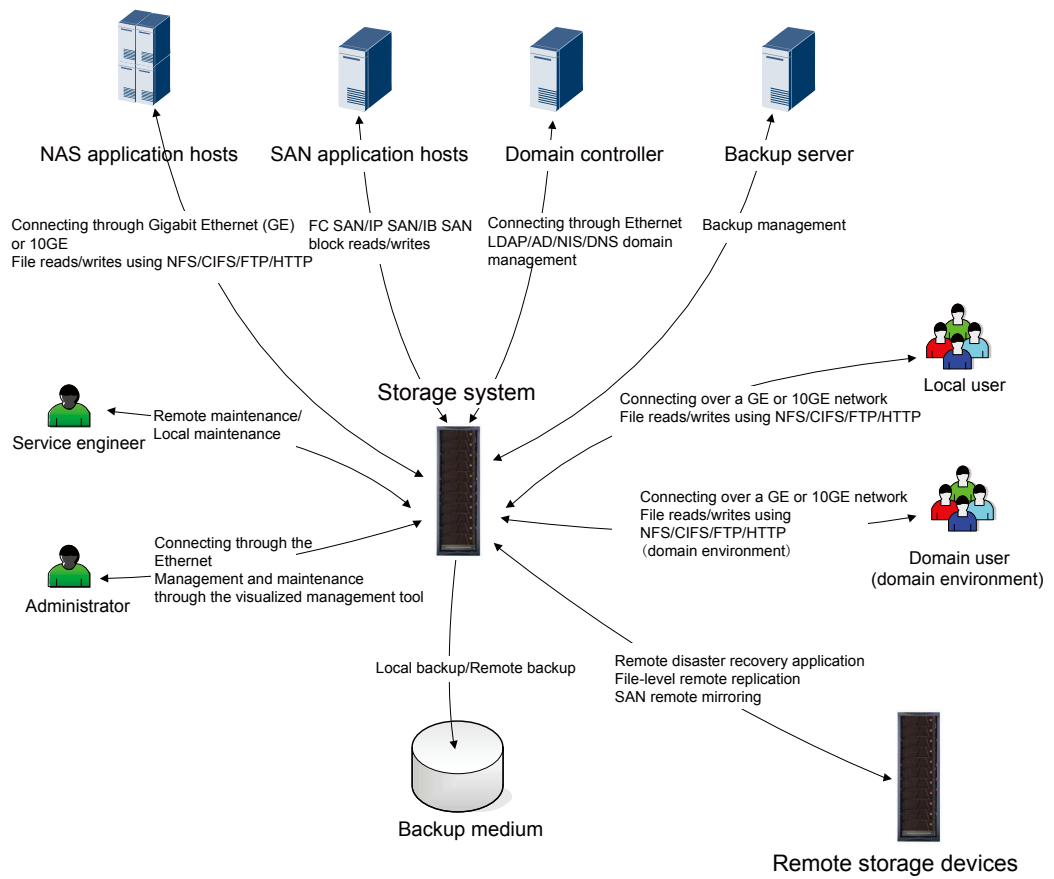 NAS application hosts
SAN application hosts
Domain controller
Backup server
Connecting through Gigabit Ethernet (GE)
or 10GE
File reads/writes using NFS/CIFS/FTP/HTTP
FC SAN/IP SAN/IB SAN
block reads/writes
Connecting through Ethernet
LDAP/AD/NIS/DNS domain
management
Backup management
Storage system
Local user
Connecting over a GE or 10GE network
File reads/writes using NFS/CIFS/FTP/HTTP
Service engineer
Remote maintenance/
Local maintenance
Connecting over a GE or 10GE network
File reads/writes using
NFS/CIFS/FTP/HTTP
(domain environment)
Domain user
(domain environment)
Administrator
Connecting through the
Ethernet
Management and maintenance
through the visualized management tool
Local backup/Remote backup
Remote disaster recovery application
File-level remote replication
SAN remote mirroring
Backup medium
Remote storage devices